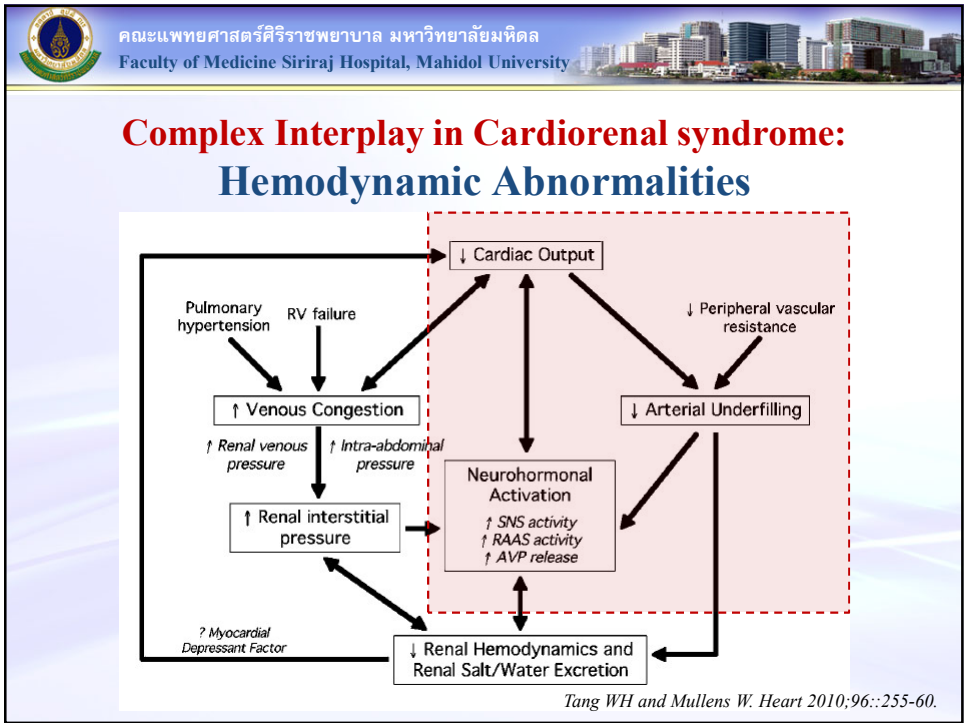 คณะแพทยศาสตร์ศิริราชพยาบาล มหาวิทยาลัยมหิดล
Faculty of Medicine Siriraj Hospital, Mahidol University
Complex Interplay in Cardiorenal syndrome:
Hemodynamic Abnormalities
↓ Cardiac Output
Pulmonary
hypertension
RV failure
↓ Peripheral vascular
resistance
↑ Venous Congestion
↓ Arterial Underfilling
↑ Renal venous
pressure
↑ Intra-abdominal
pressure
Neurohormonal
Activation
↑ SNS activity
↑ RAAS activity
↑ AVP release
↑ Renal interstitial
pressure
? Myocardial
Depressant Factor
↓ Renal Hemodynamics and
Renal Salt/Water Excretion
Tang WH and Mullens W. Heart 2010;96::255-60.